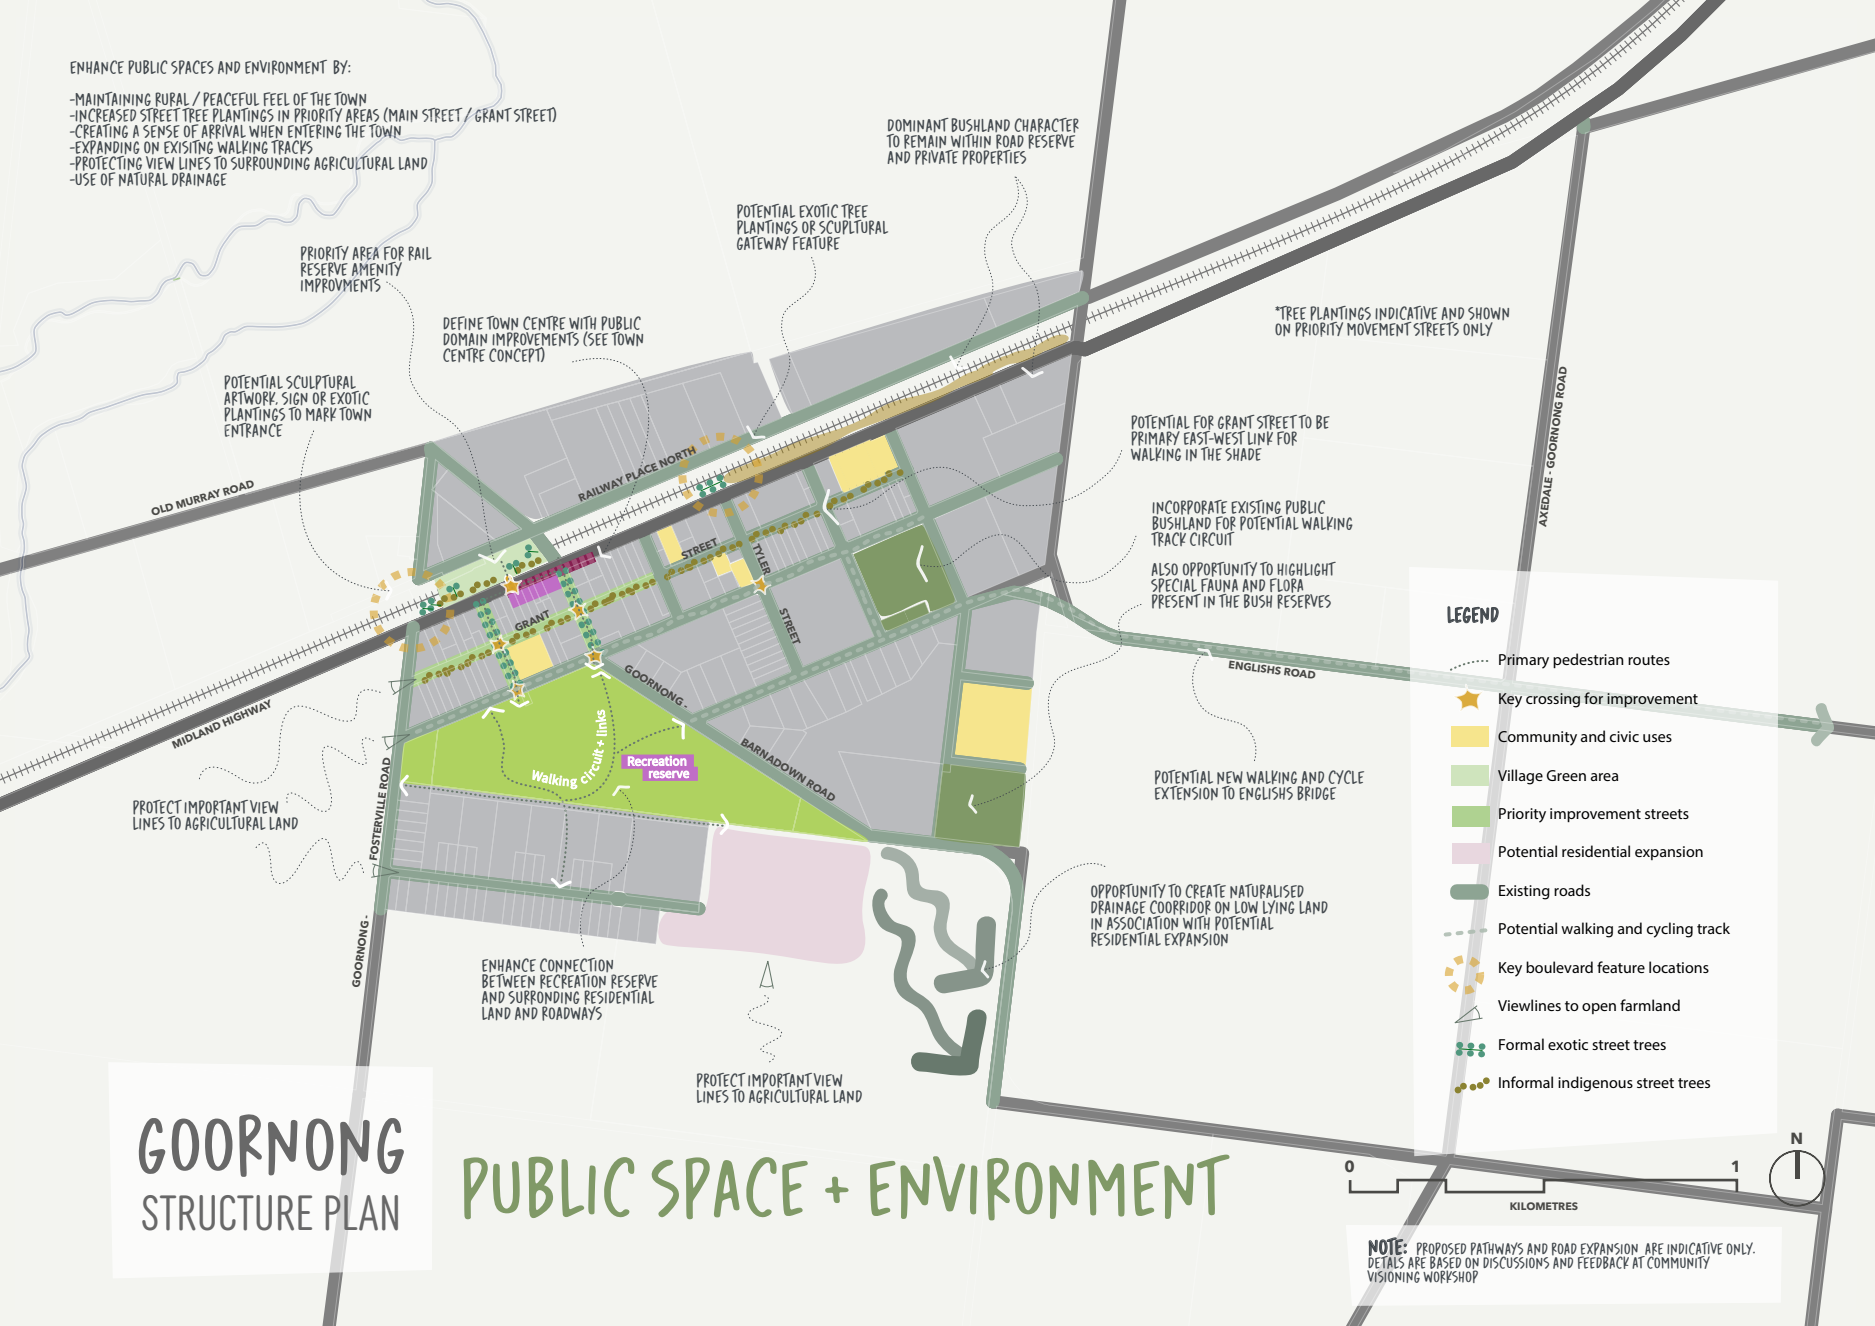 ENHANCE PUBLIC SPACES AND ENVIRONMENT BY:
-MAINTAINING RURAL / PEACEFUL FEEL OF THE TOWN
-INCREASED STREET TREE PLANTINGS IN PRIORITY AREAS (MAIN STREET / GRANT STREET)
-CREATING A SENSE OF ARRIVAL WHEN ENTERING THE TOWN
-EXPANDING ON EXISITNG WALKING TRACKS
-PROTECTING VIEW LINES TO SURROUNDING AGRICULTURAL LAND
-USE OF NATURAL DRAINAGE
DOMINANT BUSHLAND CHARACTER
TO REMAIN WITHIN ROAD RESERVE
AND PRIVATE PROPERTIES
POTENTIAL EXOTIC TREE
PLANTINGS OR SCUPLTURAL
GATEWAY FEATURE
PRIORITY AREA FOR RAIL
RESERVE AMENITY
IMPROVMENTS
DEFINE TOWN CENTRE WITH PUBLIC
DOMAIN IMPROVEMENTS (SEE TOWN
CENTRE CONCEPT)
*TREE PLANTINGS INDICATIVE AND SHOWN
ON PRIORITY MOVEMENT STREETS ONLY
POTENTIAL SCULPTURAL
ARTWORK, SIGN OR EXOTIC
PLANTINGS TO MARK TOWN
ENTRANCE
POTENTIAL FOR GRANT STREET TO BE
PRIMARY EAST-WEST LINK FOR
WALKING IN THE SHADE
INCORPORATE EXISTING PUBLIC
BUSHLAND FOR POTENTIAL WALKING
TRACK CIRCUIT
ALSO OPPORTUNITY TO HIGHLIGHT
SPECIAL FAUNA AND FLORA
PRESENT IN THE BUSH RESERVES
OLD MURRAY ROAD
RAILWAY PLACE NORTH
AXEDALE - GOORNONG ROAD
STREET
TYLER
STREET
GRANT
GOORNONG -
BARNADOWN ROAD
ENGLISHS ROAD
MIDLAND HIGHWAY
FOSTERVILLE ROAD
GOORNONG -
Walking circuit + links
Recreation
reserve
PROTECT IMPORTANT VIEW
LINES TO AGRICULTURAL LAND
POTENTIAL NEW WALKING AND CYCLE
EXTENSION TO ENGLISHS BRIDGE
OPPORTUNITY TO CREATE NATURALISED
DRAINAGE COORRIDOR ON LOW LYING LAND
IN ASSOCIATION WITH POTENTIAL
RESIDENTIAL EXPANSION
ENHANCE CONNECTION
BETWEEN RECREATION RESERVE
AND SURRONDING RESIDENTIAL
LAND AND ROADWAYS
PROTECT IMPORTANT VIEW
LINES TO AGRICULTURAL LAND
LEGEND
Primary pedestrian routes
Key crossing for improvement
Community and civic uses
Village Green area
Priority improvement streets
Potential residential expansion
Existing roads
Potential walking and cycling track
Key boulevard feature locations
Viewlines to open farmland
Formal exotic street trees
Informal indigenous street trees
GOORNONG
STRUCTURE PLAN
PUBLIC SPACE + ENVIRONMENT
0 1
KILOMETRES
N
NOTE: PROPOSED PATHWAYS AND ROAD EXPANSION ARE INDICATIVE ONLY.
DETALS ARE BASED ON DISCUSSIONS AND FEEDBACK AT COMMUNITY
VISIONING WORKSHOP